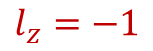 l_z = −1